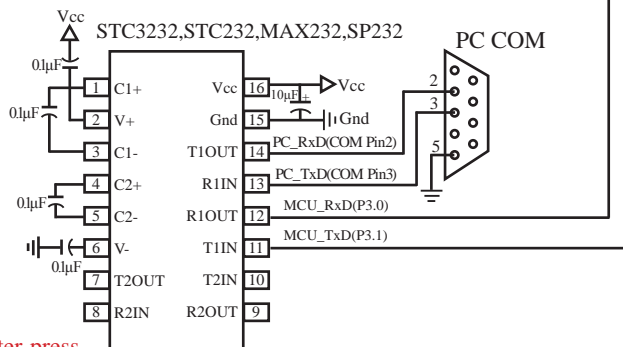 Vcc
STC3232,STC232,MAX232,SP232
PC COM
0.1µF
1 C1+ Vcc 16 Vcc
10µF +
0.1µF
2 V+ Gnd 15 Gnd
2
3
5
3 C1- T1OUT 14 PC_RxD(COM Pin2)
4 C2+ R1IN 13 PC_TxD(COM Pin3)
0.1µF
5 C2- R1OUT 12 MCU_RxD(P3.0)
6 V- T1IN 11 MCU_TxD(P3.1)
0.1µF
7 T2OUT T2IN 10
8 R2IN R2OUT 9